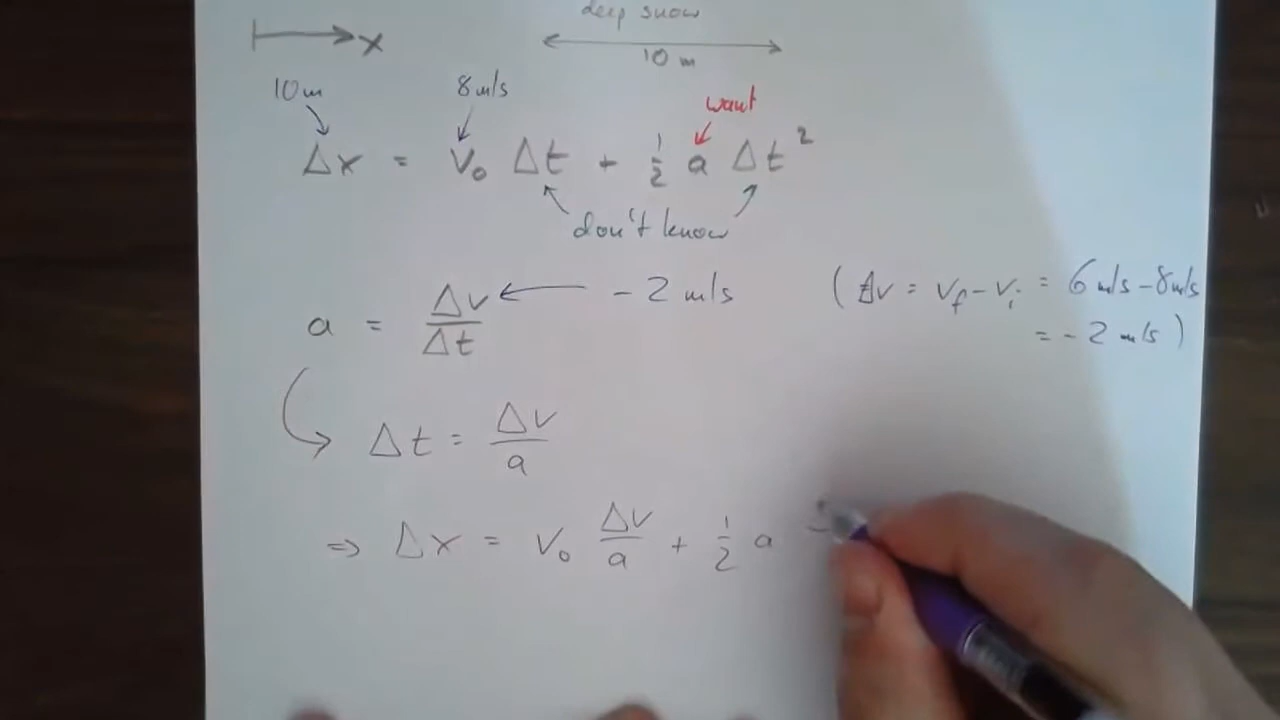 deep snow
x
10 m
10m
8 m/s
want
Δx = v₀ Δt + 1/2 a Δt²
don't know
a = Δv/Δt ← - 2 m/s (Δv = v_f - v_i = 6 m/s - 8 m/s
= - 2 m/s)
Δt = Δv/a
⇒ Δx = v₀ Δv/a + 1/2 a